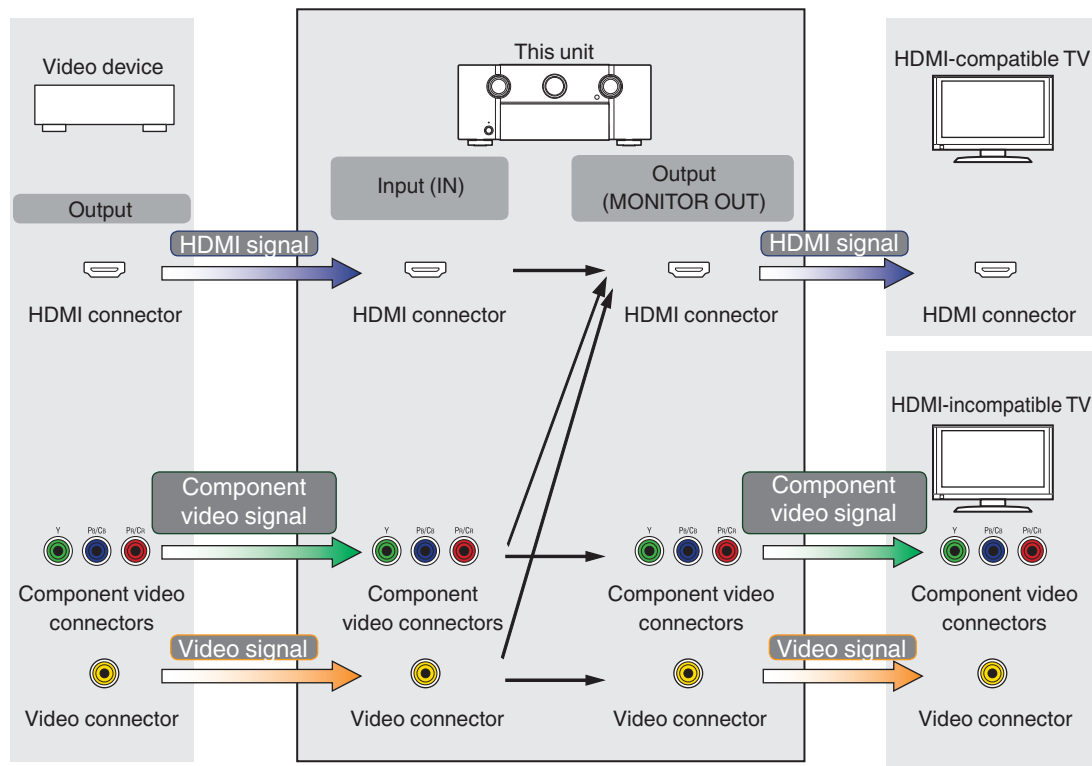 Video device
This unit
HDMI-compatible TV
Input (IN)
Output
(MONITOR OUT)
Output
HDMI signal
HDMI signal
HDMI connector
HDMI connector
HDMI connector
HDMI connector
HDMI-incompatible TV
Component
video signal
Component
video signal
Y PB/CB PR/CR
Y PB/CB PR/CR
Y PB/CB PR/CR
Y PB/CB PR/CR
Component video
connectors
Component
video connectors
Component video
connectors
Component video
connectors
Video signal
Video signal
Video connector
Video connector
Video connector
Video connector